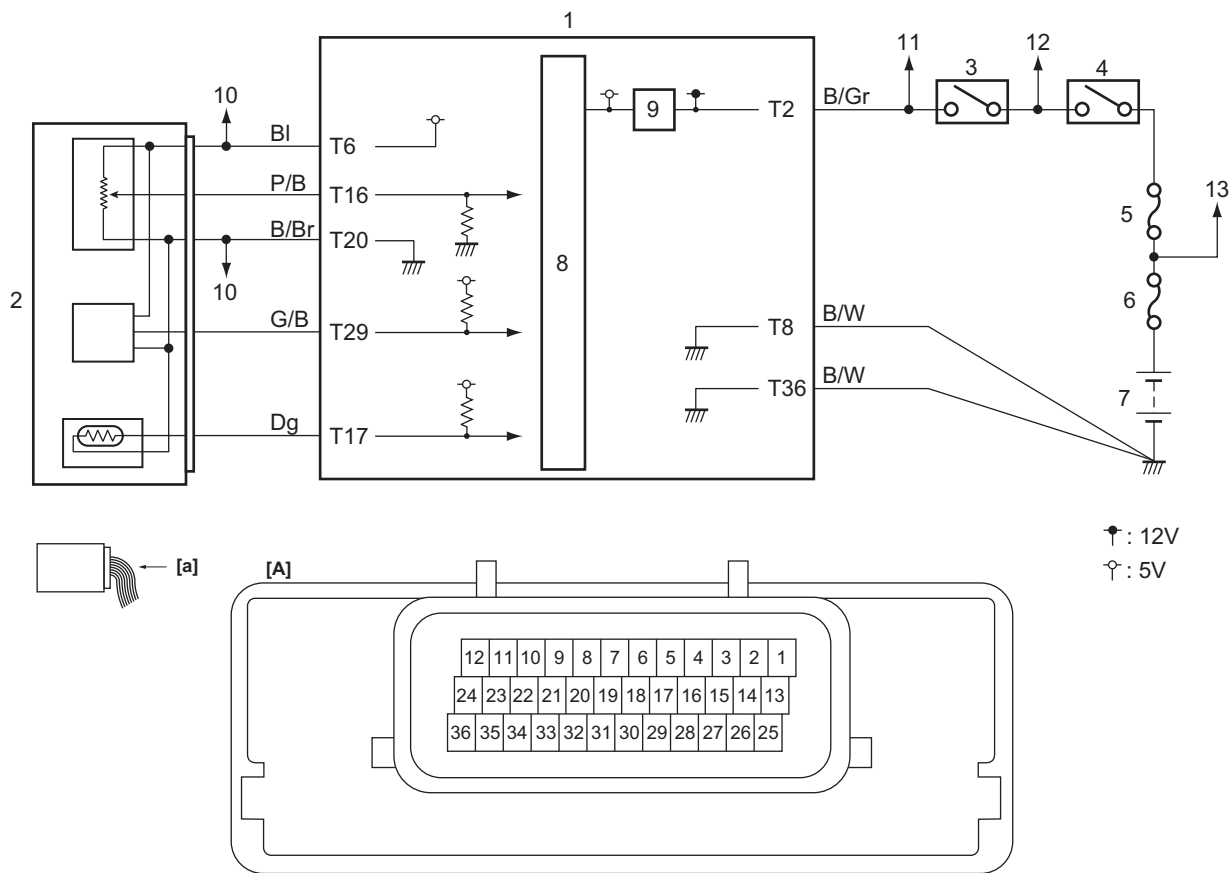 1
11
12
3
4
10
Bl
T6
9
T2
B/Gr
P/B
T16
13
5
B/Br
T20
8
10
2
6
G/B
T29
T8
B/W
T36
B/W
7
Dg
T17
[a]
[A]
: 12V
: 5V
12 11 10 9 8 7 6 5 4 3 2 1
24 23 22 21 20 19 18 17 16 15 14 13
36 35 34 33 32 31 30 29 28 27 26 25